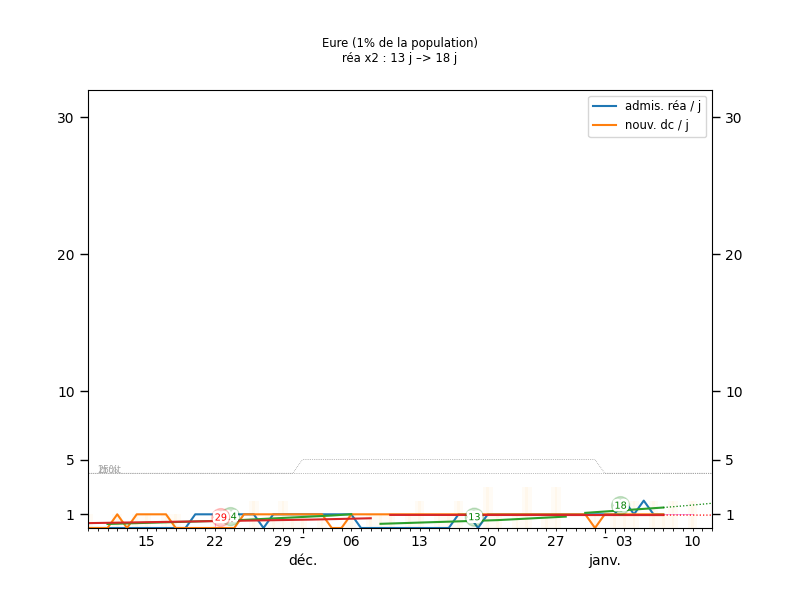 Eure (1% de la population)
réa x2 : 13 j –> 18 j
admis. réa / j
nouv. dc / j
30 30
20 20
10 10
5 5
1 1
29 4 13 18
15 22 29 - 06 13 20 27 - 03 10
déc. janv.